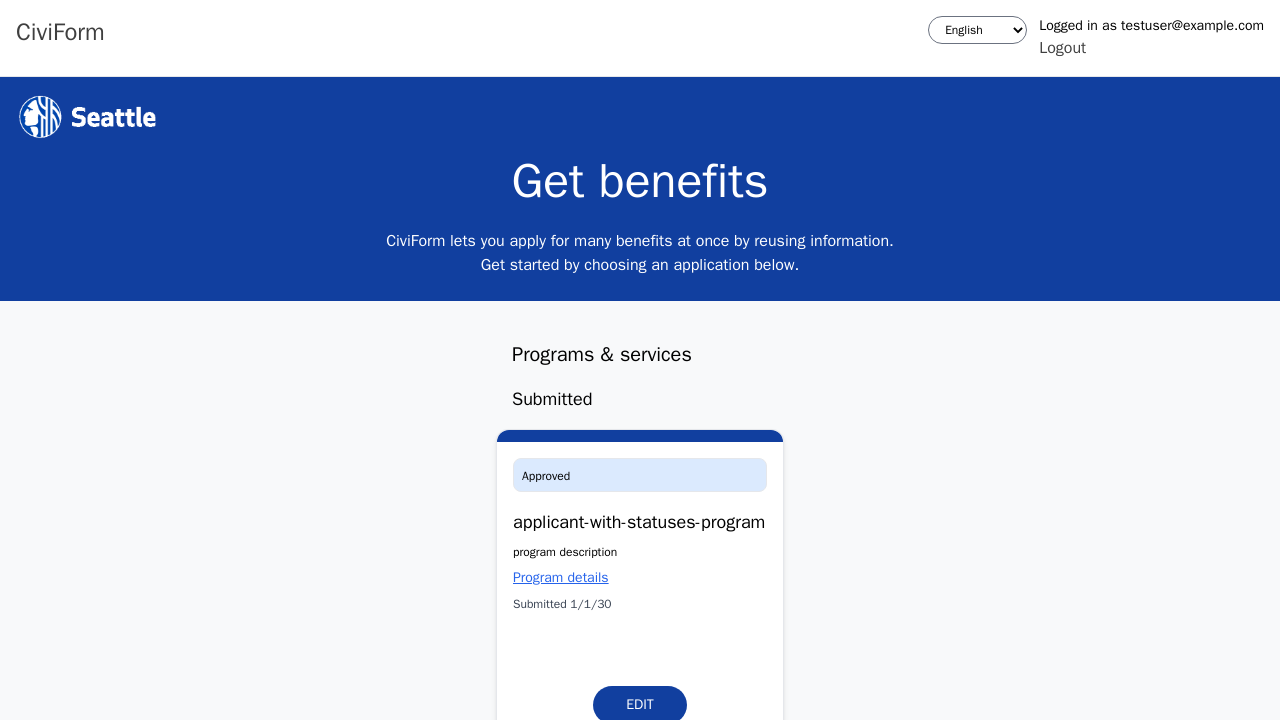 CiviForm
English
Logged in as testuser@example.com
Logout
Seattle
Get benefits
CiviForm lets you apply for many benefits at once by reusing information.
Get started by choosing an application below.
Programs & services
Submitted
Approved
applicant-with-statuses-program
program description
Program details
Submitted 1/1/30
EDIT